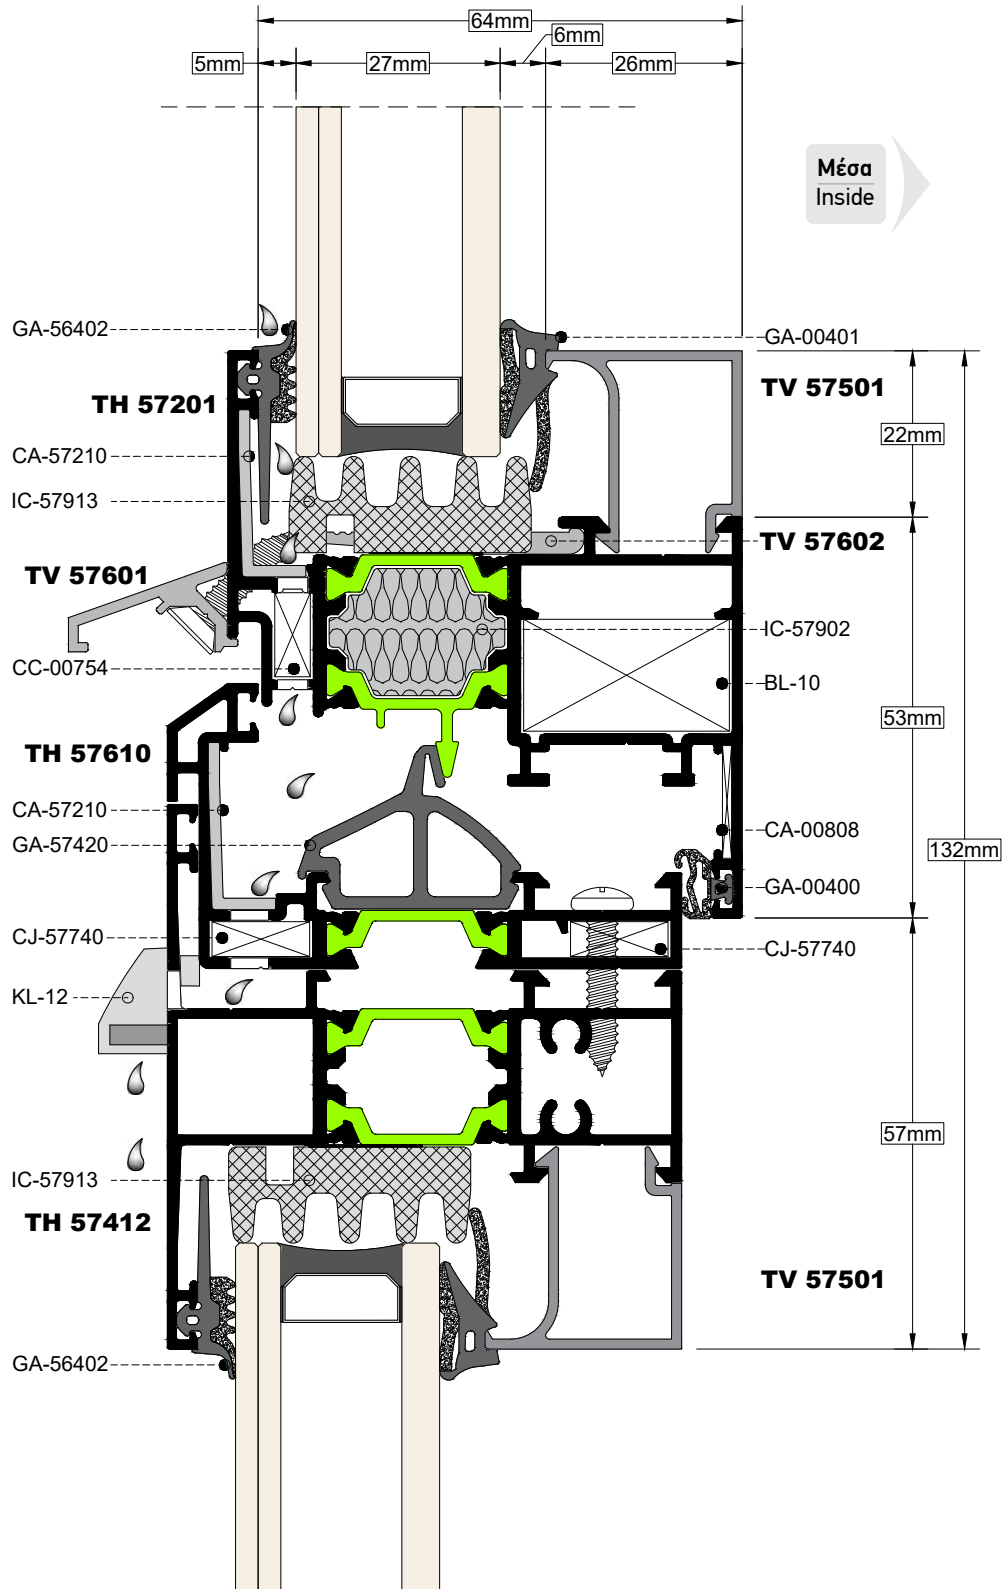 64mm
6mm
5mm
27mm
26mm
Μέσα
Inside
GA-56402
GA-00401
TH 57201
TV 57501
22mm
CA-57210
IC-57913
TV 57602
TV 57601
IC-57902
CC-00754
BL-10
53mm
TH 57610
CA-57210
CA-00808
GA-57420
132mm
GA-00400
CJ-57740
CJ-57740
KL-12
57mm
IC-57913
TH 57412
TV 57501
GA-56402